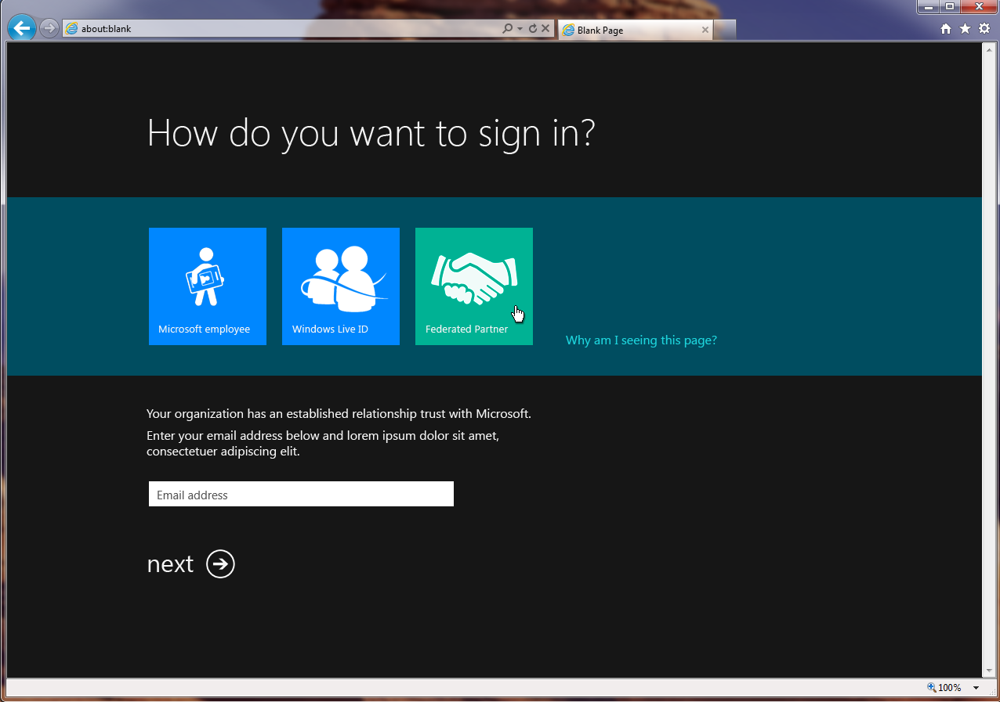 about:blank
Blank Page
How do you want to sign in?
Microsoft employee
Windows Live ID
Federated Partner
Why am I seeing this page?
Your organization has an established relationship trust with Microsoft.
Enter your email address below and lorem ipsum dolor sit amet,
consectetuer adipiscing elit.
Email address
next
100%